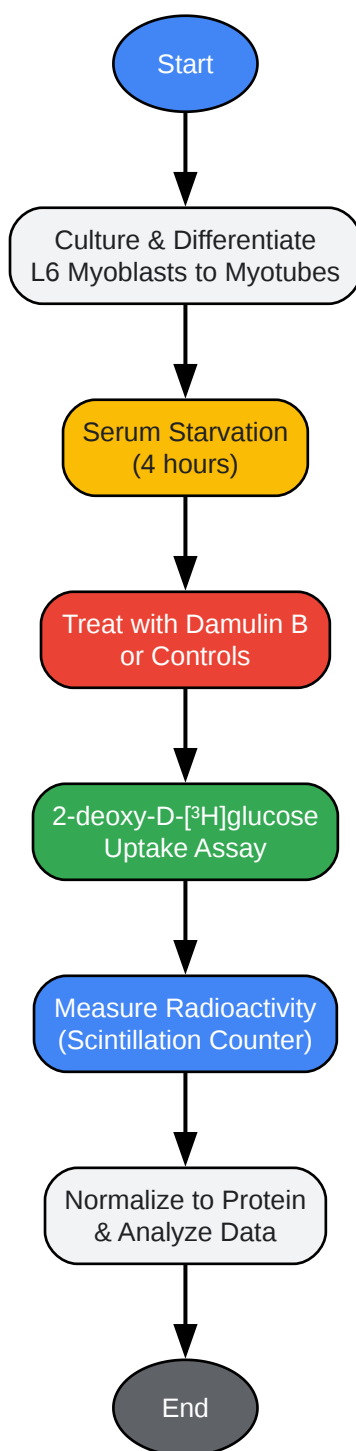 Start
Culture & Differentiate
L6 Myoblasts to Myotubes
Serum Starvation
(4 hours)
Treat with Damulin B
or Controls
2-deoxy-D-[³H]glucose
Uptake Assay
Measure Radioactivity
(Scintillation Counter)
Normalize to Protein
& Analyze Data
End